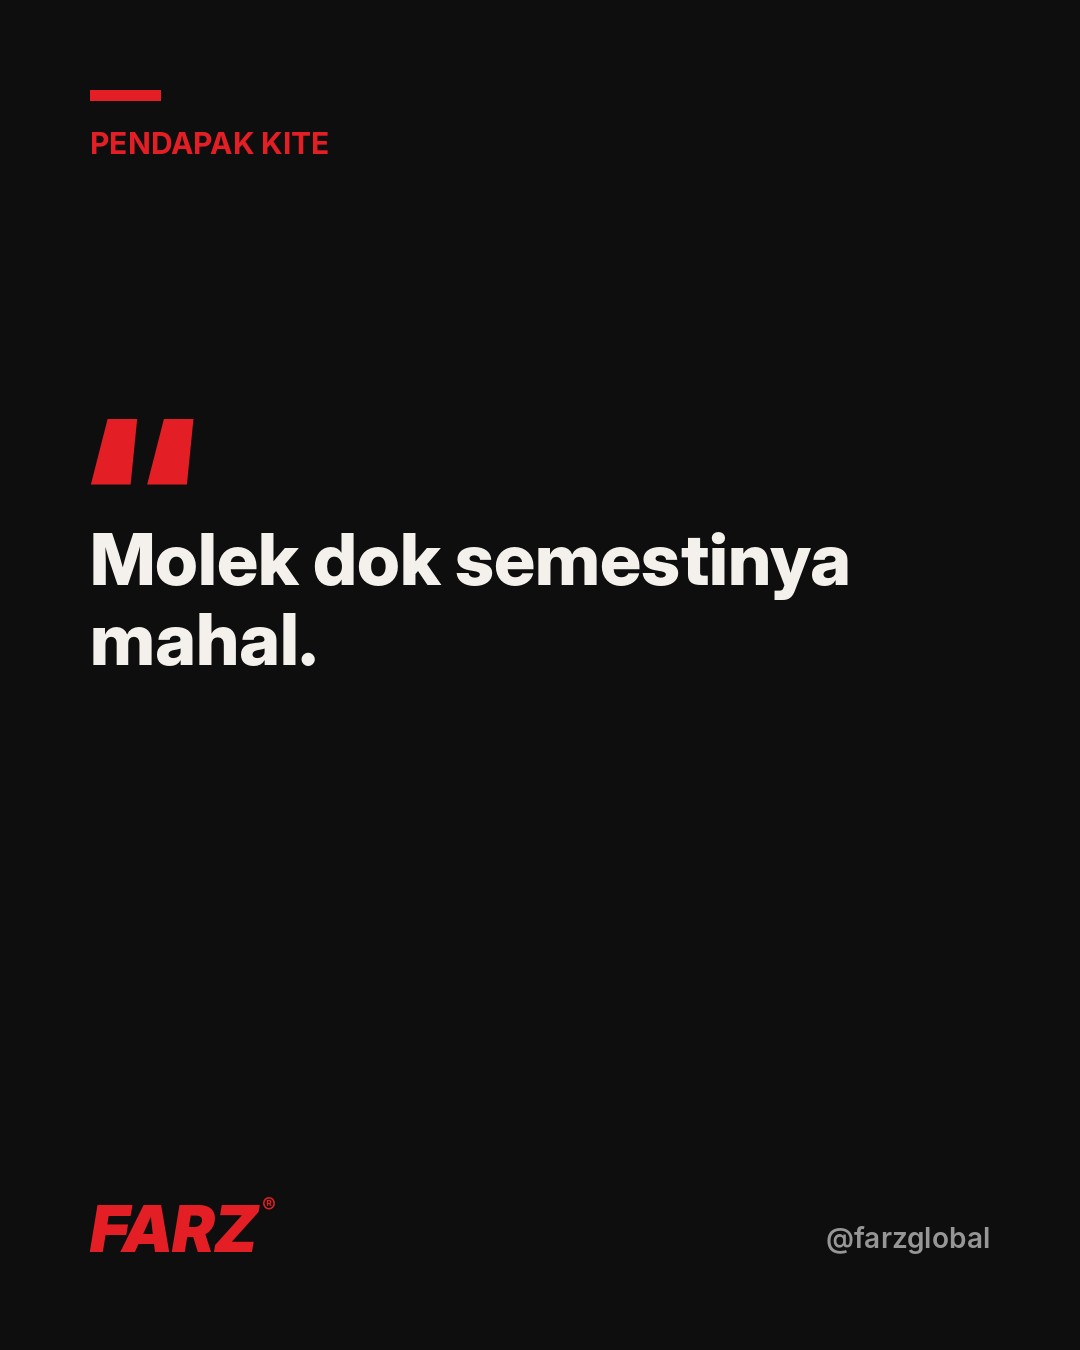 PENDAPAK KITE
"
Molek dok semestinya
mahal.
FARZ®
@farzglobal